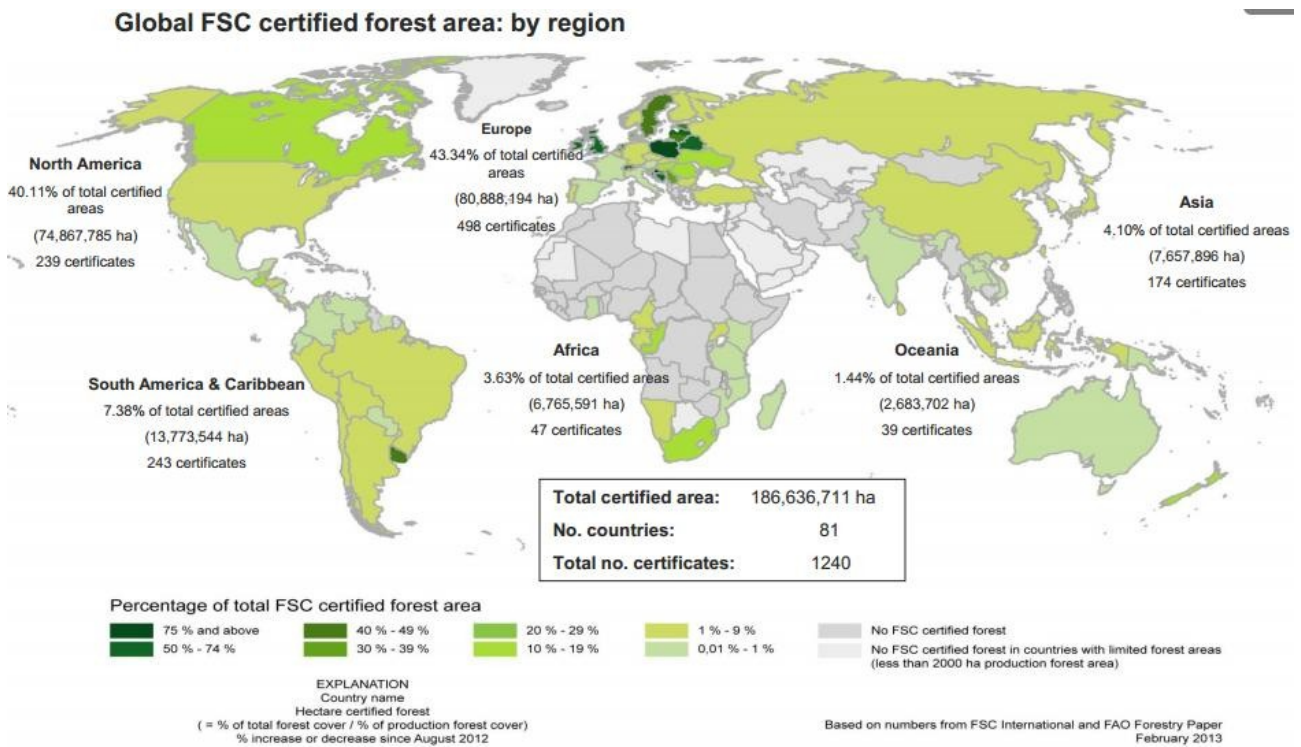 Global FSC certified forest area: by region
North America
40.11% of total certified
areas
(74,867,785 ha)
239 certificates
Europe
43.34% of total certified
areas
(80,888,194 ha)
498 certificates
Asia
4.10% of total certified areas
(7,657,896 ha)
174 certificates
South America & Caribbean
7.38% of total certified areas
(13,773,544 ha)
243 certificates
Africa
3.63% of total certified areas
(6,765,591 ha)
47 certificates
Oceania
1.44% of total certified areas
(2,683,702 ha)
39 certificates
Total certified area: 186,636,711 ha
No. countries: 81
Total no. certificates: 1240
Percentage of total FSC certified forest area
75 % and above
50 % - 74 %
40 % - 49 %
30 % - 39 %
20 % - 29 %
10 % - 19 %
1 % - 9 %
0,01 % - 1 %
No FSC certified forest
No FSC certified forest in countries with limited forest areas
(less than 2000 ha production forest area)
EXPLANATION
Country name
Hectare certified forest
( = % of total forest cover / % of production forest cover)
% increase or decrease since August 2012
Based on numbers from FSC International and FAO Forestry Paper
February 2013